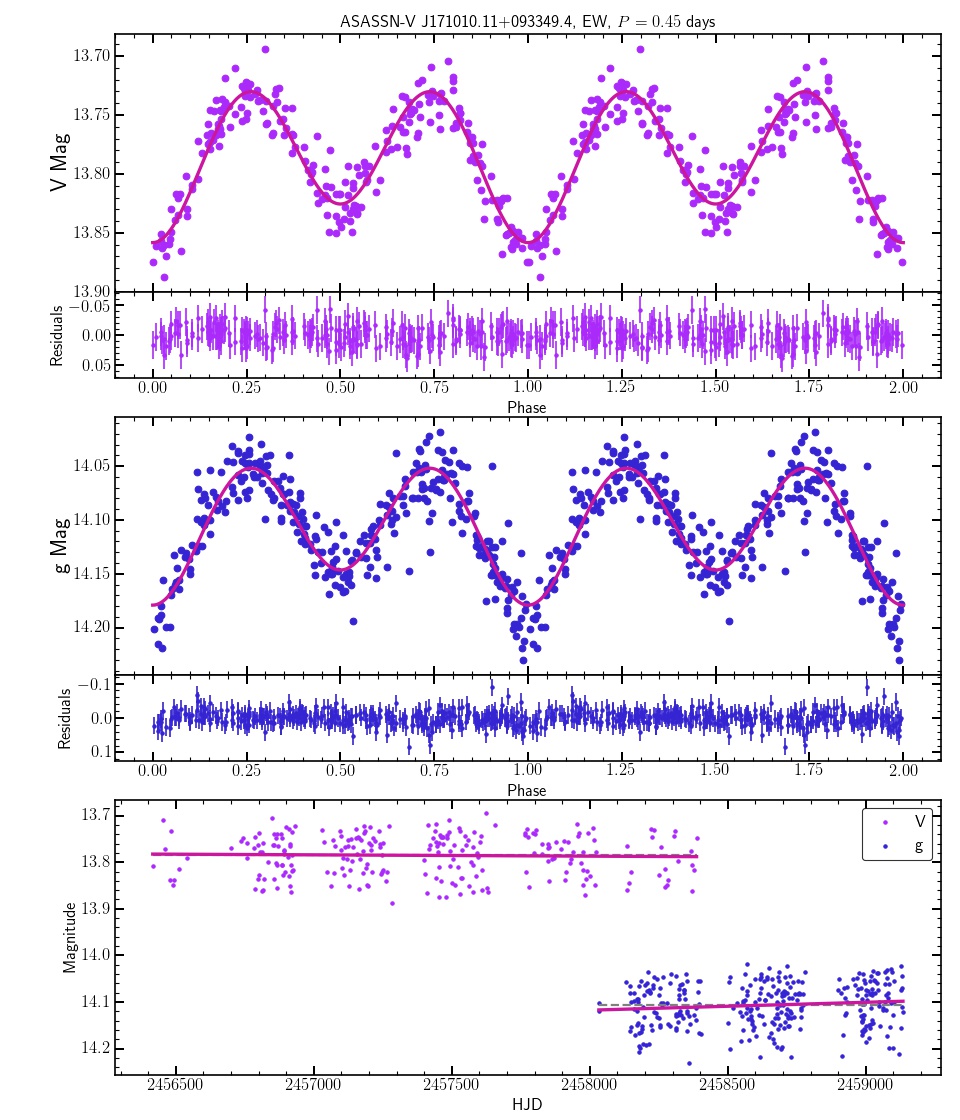 ASASSN-V J171010.11+093349.4, EW, P = 0.45 days
V Mag
13.70
13.75
13.80
13.85
13.90
Residuals
−0.05
0.00
0.05
0.00 0.25 0.50 0.75 1.00 1.25 1.50 1.75 2.00
Phase
g Mag
14.05
14.10
14.15
14.20
Residuals
−0.1
0.0
0.1
0.00 0.25 0.50 0.75 1.00 1.25 1.50 1.75 2.00
Phase
Magnitude
13.7
13.8
13.9
14.0
14.1
14.2
V
g
2456500 2457000 2457500 2458000 2458500 2459000
HJD